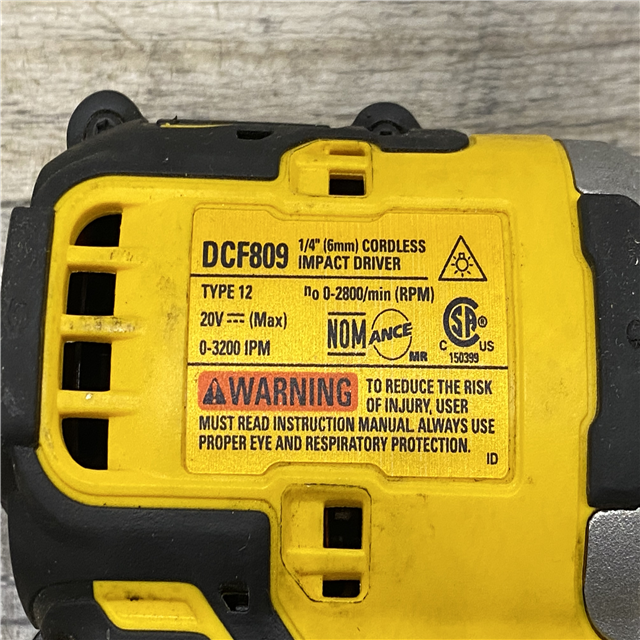 DCF809 1/4" (6mm) CORDLESS
IMPACT DRIVER
TYPE 12 no 0-2800/min (RPM)
20V ⎓ (Max)
0-3200 IPM
NOM ANCE MR
C SA ® US
150399
WARNING TO REDUCE THE RISK
OF INJURY, USER
MUST READ INSTRUCTION MANUAL. ALWAYS USE
PROPER EYE AND RESPIRATORY PROTECTION.
ID